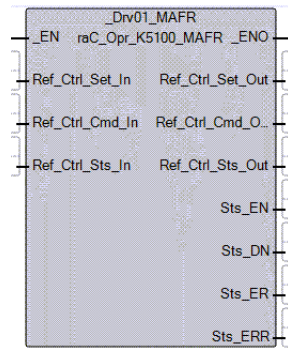 _Drv01_MAFR
_EN raC_Opr_K5100_MAFR _ENO
Ref_Ctrl_Set_In Ref_Ctrl_Set_Out
Ref_Ctrl_Cmd_In Ref_Ctrl_Cmd_O...
Ref_Ctrl_Sts_In Ref_Ctrl_Sts_Out
Sts_EN
Sts_DN
Sts_ER
Sts_ERR